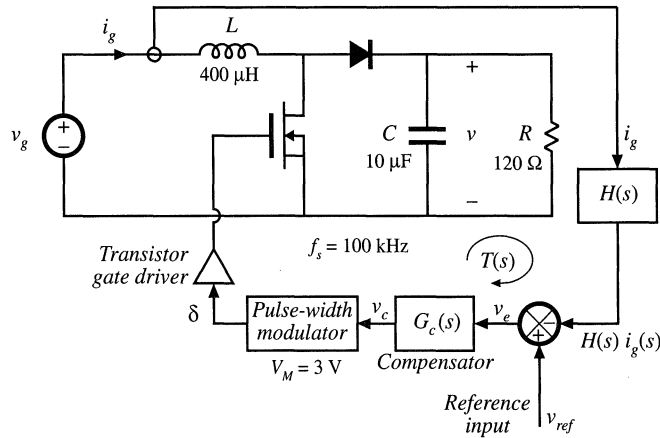 i_g
L
400 μH
v_g
+
−
C
10 μF
+
v
−
R
120 Ω
i_g
H(s)
Transistor
gate driver
f_s = 100 kHz
T(s)
δ
Pulse-width
modulator
V_M = 3 V
v_c
G_c(s)
Compensator
v_e
−
+
H(s) i_g(s)
Reference
input
v_ref